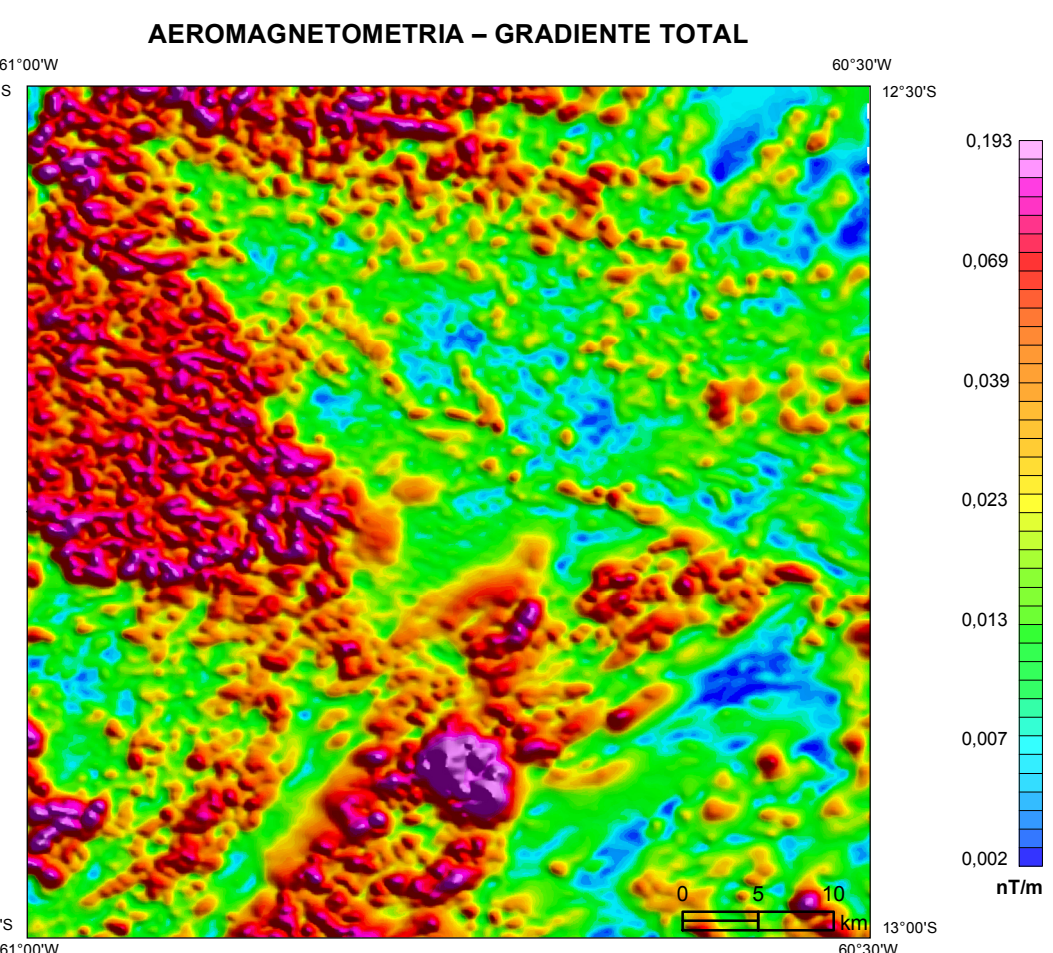 AEROMAGNETOMETRIA – GRADIENTE TOTAL
61°00'W
60°30'W
S
12°30'S
0,193
0,069
0,039
0,023
0,013
0,007
0,002
nT/m
0 5 10
km
'S
13°00'S
61°00'W
60°30'W